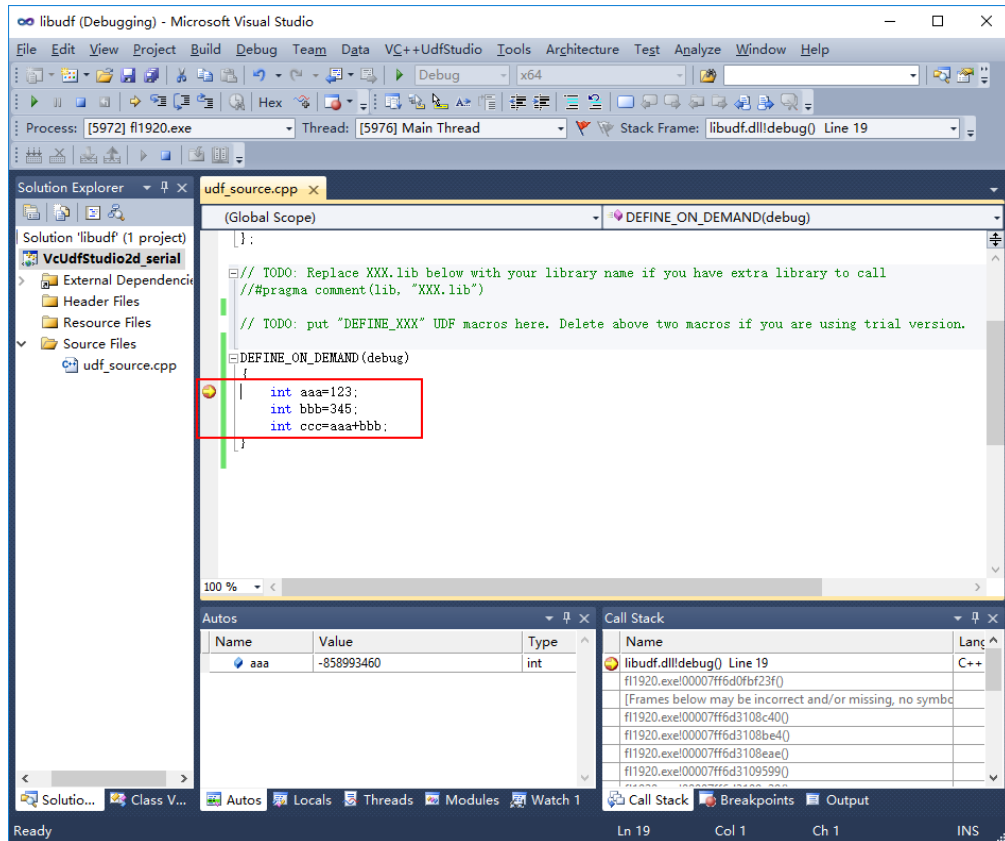 libudf (Debugging) - Microsoft Visual Studio
File Edit View Project Build Debug Team Data VC++UdfStudio Tools Architecture Test Analyze Window Help
Debug x64
Hex
Process: [5972] fl1920.exe Thread: [5976] Main Thread Stack Frame: libudf.dll!debug() Line 19
Solution Explorer
udf_source.cpp
(Global Scope) DEFINE_ON_DEMAND(debug)
Solution 'libudf' (1 project)
VcUdfStudio2d_serial
External Dependencie
Header Files
Resource Files
Source Files
udf_source.cpp
};
// TODO: Replace XXX.lib below with your library name if you have extra library to call
//#pragma comment(lib, "XXX.lib")
// TODO: put "DEFINE_XXX" UDF macros here. Delete above two macros if you are using trial version.
DEFINE_ON_DEMAND(debug)
{
int aaa=123;
int bbb=345;
int ccc=aaa+bbb;
}
100 %
Autos
Name Value Type
aaa -858993460 int
Call Stack
Name Lang
libudf.dll!debug() Line 19 C++
fl1920.exe!00007ff6d0fbf23f()
[Frames below may be incorrect and/or missing, no symbo
fl1920.exe!00007ff6d3108c40()
fl1920.exe!00007ff6d3108be4()
fl1920.exe!00007ff6d3108eae()
fl1920.exe!00007ff6d3109599()
Solutio... Class V...
Autos Locals Threads Modules Watch 1
Call Stack Breakpoints Output
Ready Ln 19 Col 1 Ch 1 INS